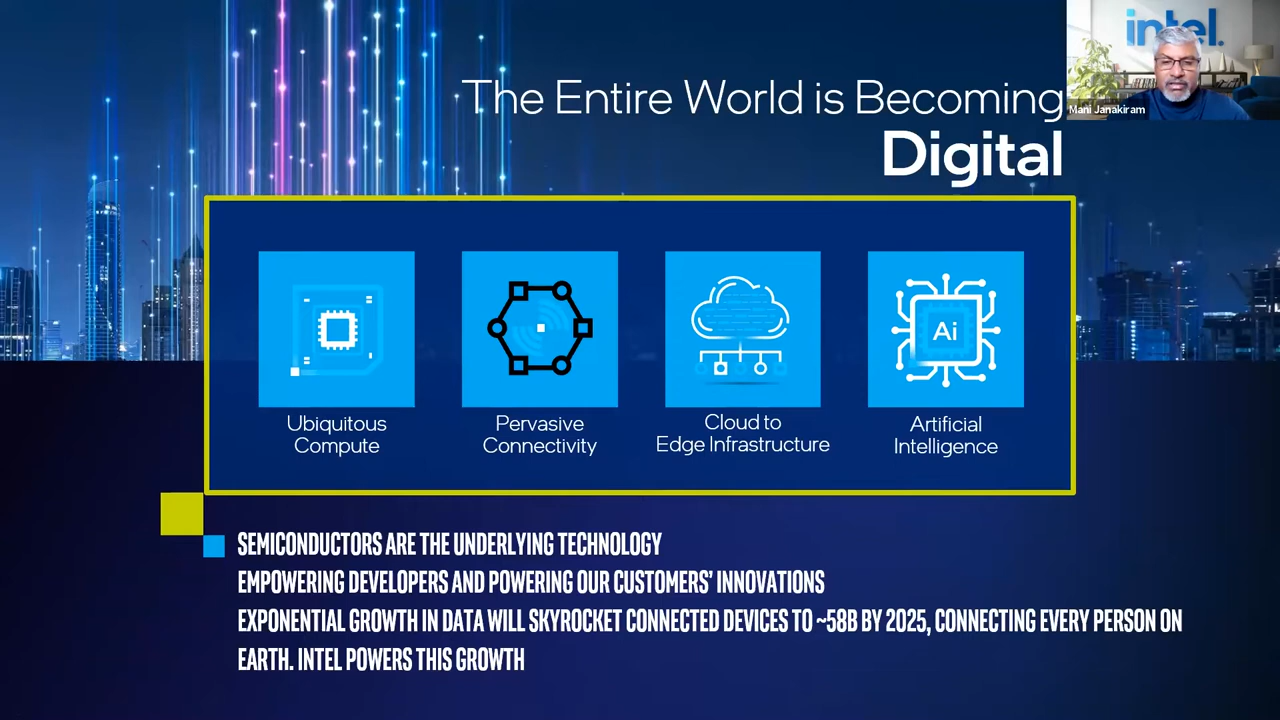 intel.
Mani Janakiram
The Entire World is Becoming
Digital
Ubiquitous
Compute
Pervasive
Connectivity
Cloud to
Edge Infrastructure
Ai
Artificial
Intelligence
SEMICONDUCTORS ARE THE UNDERLYING TECHNOLOGY
EMPOWERING DEVELOPERS AND POWERING OUR CUSTOMERS’ INNOVATIONS
EXPONENTIAL GROWTH IN DATA WILL SKYROCKET CONNECTED DEVICES TO ~58B BY 2025, CONNECTING EVERY PERSON ON
EARTH. INTEL POWERS THIS GROWTH